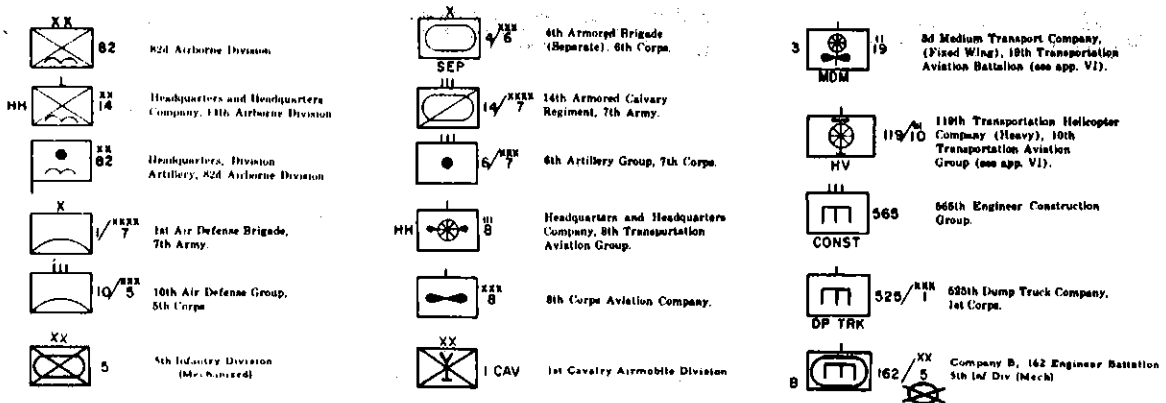 XX
82
82d Airborne Division
HH
I
XX
14
Headquarters and Headquarters
Company, 11th Airborne Division
XX
82
Headquarters, Division
Artillery, 82d Airborne Division
X
1/XXXX
7
1st Air Defense Brigade,
7th Army.
III
10/XXX
5
10th Air Defense Group,
5th Corps
XX
5
5th Infantry Division
(Mechanized)
X
4/XXX
6
SEP
4th Armored Brigade
(Separate). 6th Corps.
III
14/XXXX
7
14th Armored Calvary
Regiment, 7th Army.
III
6/XXX
7
6th Artillery Group, 7th Corps.
HH
I
III
8
Headquarters and Headquarters
Company, 8th Transportation
Aviation Group.
I
XXX
8
8th Corps Aviation Company.
XX
1 CAV
1st Cavalry Airmobile Division
3
I
II
19
MDM
3d Medium Transport Company,
(Fixed Wing), 19th Transportation
Aviation Battalion (see app. VI).
I
119/III
10
HV
119th Transportation Helicopter
Company (Heavy), 10th
Transportation Aviation
Group (see app. VI).
III
565
CONST
565th Engineer Construction
Group.
I
525/XXX
1
DP TRK
525th Dump Truck Company,
1st Corps.
B
I
162/XX
5
Company B, 162 Engineer Battation
5th Inf Div (Mech)